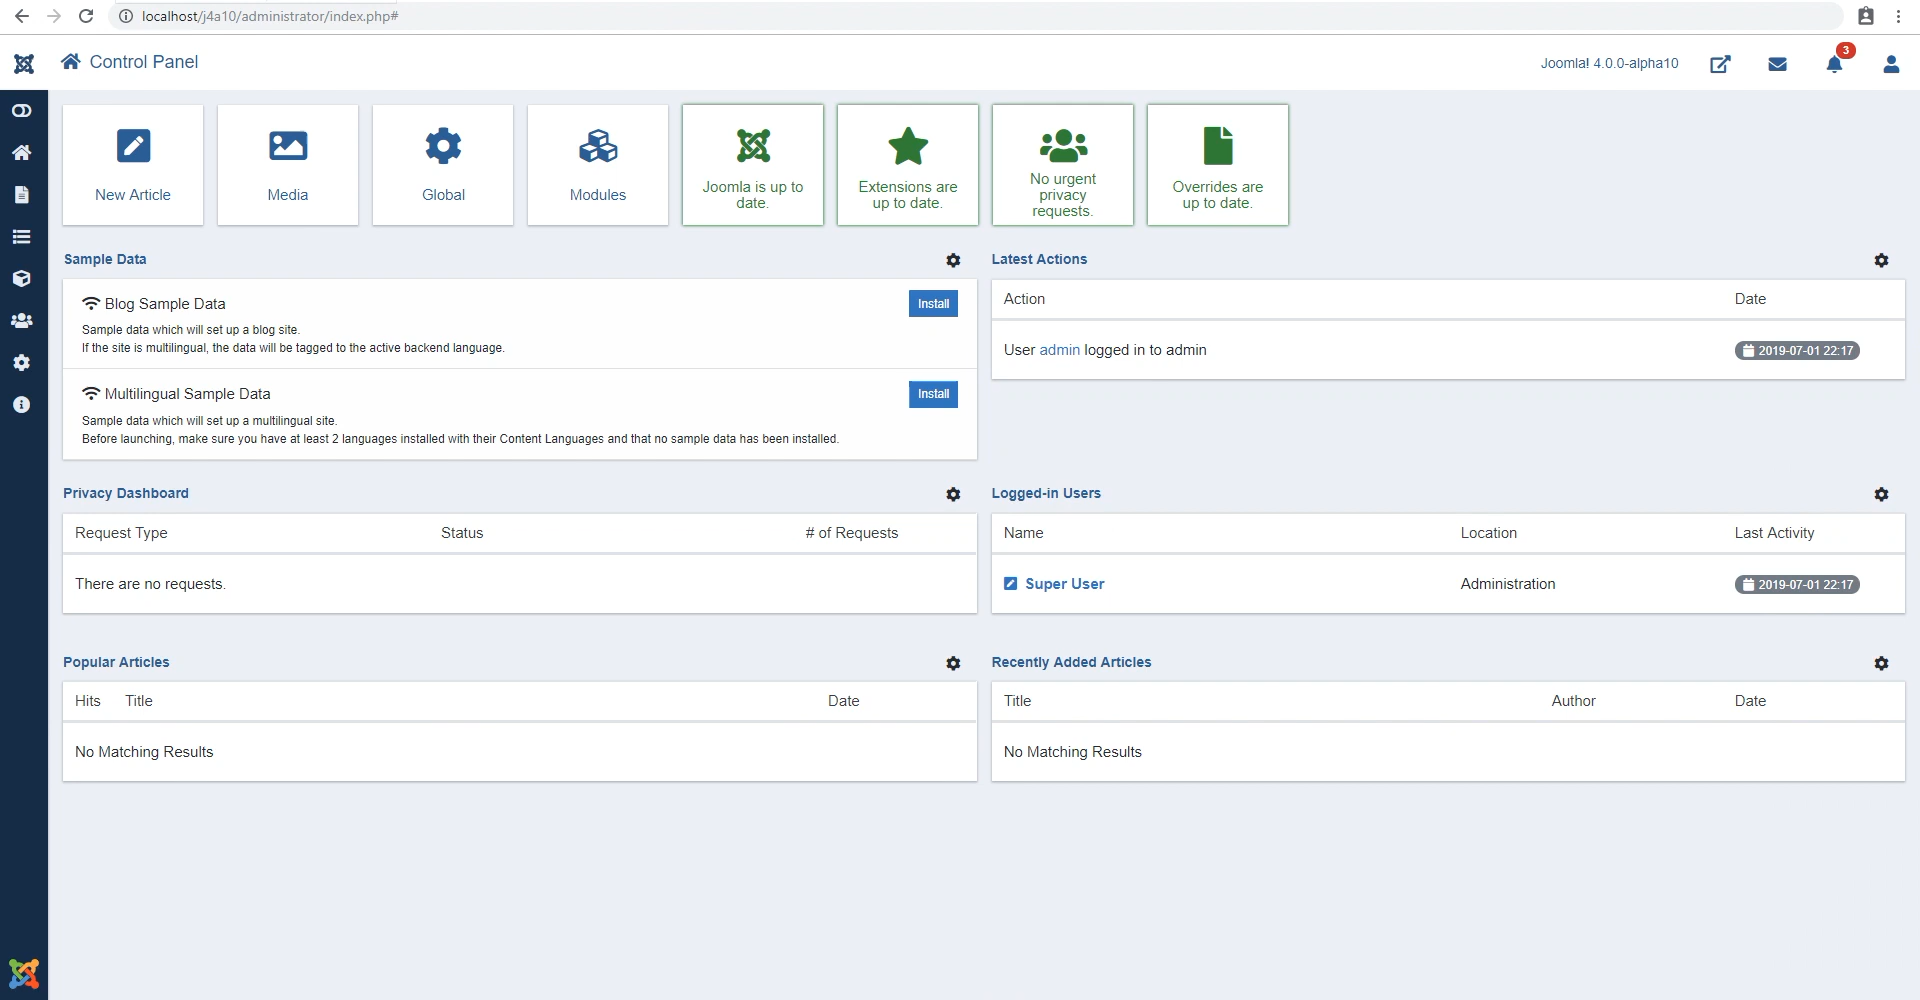 localhost/j4a10/administrator/index.php#
Control Panel
Joomla! 4.0.0-alpha10
3
New Article
Media
Global
Modules
Joomla is up to
date.
Extensions are
up to date.
No urgent
privacy
requests.
Overrides are
up to date.
Sample Data
Blog Sample Data
Install
Sample data which will set up a blog site.
If the site is multilingual, the data will be tagged to the active backend language.
Multilingual Sample Data
Install
Sample data which will set up a multilingual site.
Before launching, make sure you have at least 2 languages installed with their Content Languages and that no sample data has been installed.
Latest Actions
Action Date
User admin logged in to admin 2019-07-01 22:17
Privacy Dashboard
Request Type Status # of Requests
There are no requests.
Logged-in Users
Name Location Last Activity
Super User Administration 2019-07-01 22:17
Popular Articles
Hits Title Date
No Matching Results
Recently Added Articles
Title Author Date
No Matching Results